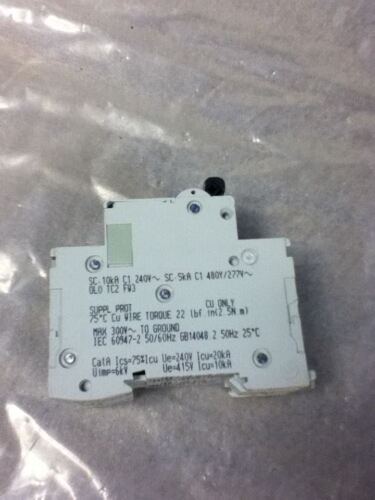 SC-10kA C1 240V~ SC-5kA C1 480Y/277V~
OL0 TC2 FW3
SUPPL PROT CU ONLY
75°C Cu WIRE TORQUE 22 lbf in(2.5N m)
MAX 300V~ TO GROUND
IEC 60947-2 50/60Hz GB14048.2 50Hz 25°C
CatA Ics=75%Icu Ue=240V Icu=20kA
Uimp=6kV Ue=415V Icu=10kA